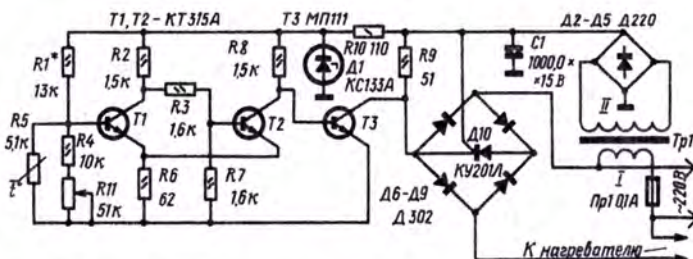 T1, T2 – КТ315А
T3 МП111
Д2–Д5 Д220
R1*
13к
R2
1,5к
R8
1,5к
R10 110
Д1
КС133А
R9
51
C1
1000,0 ×
×15 В
R3
1,6к
II
R5
5,1к
T1
T2
T3
Д10
КУ201Л
Тр1
R4
10к
t°
R11
51к
R6
62
R7
1,6к
Д6–Д9
Д302
I
Пр1 0,1А
~220В
К нагревателю